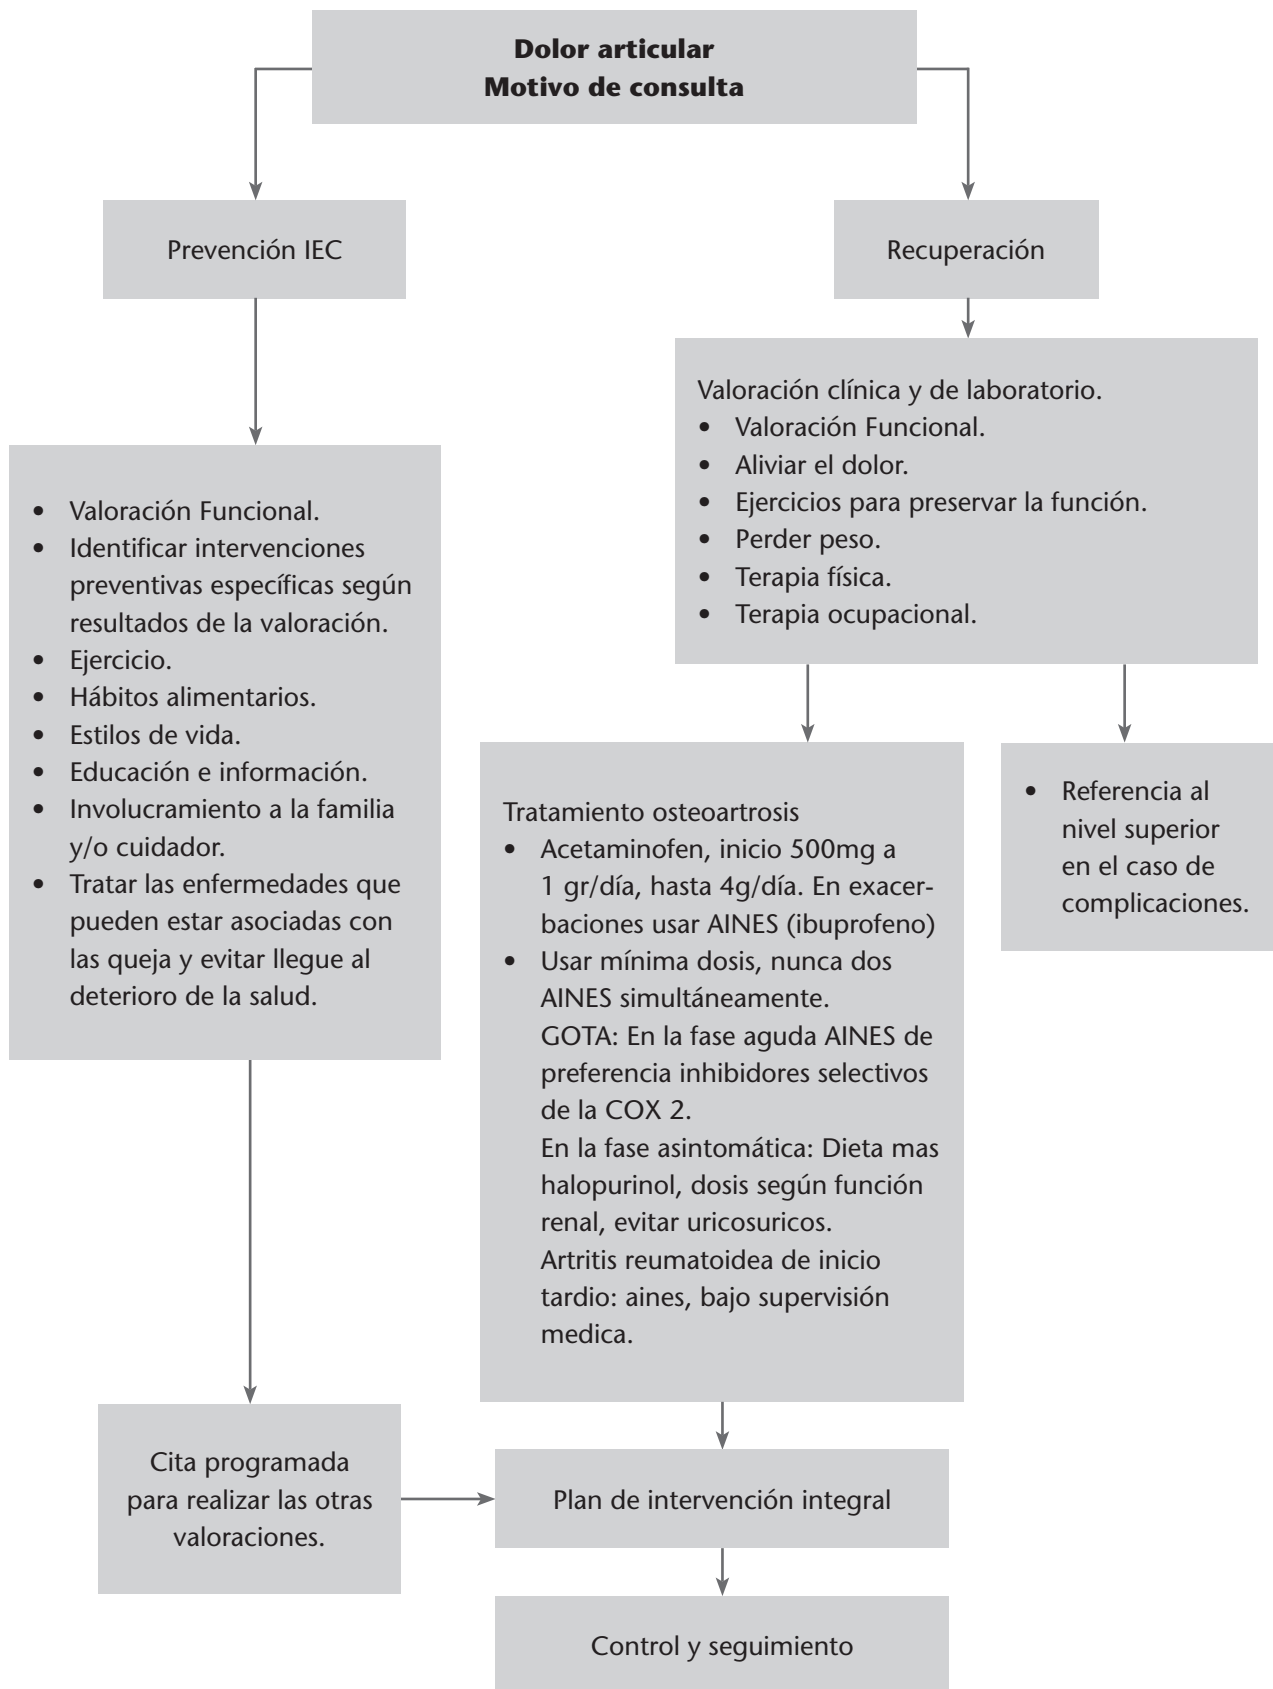 Dolor articular
Motivo de consulta
Prevención IEC
Recuperación
Valoración clínica y de laboratorio.
• Valoración Funcional.
• Aliviar el dolor.
• Ejercicios para preservar la función.
• Perder peso.
• Terapia física.
• Terapia ocupacional.
• Valoración Funcional.
• Identificar intervenciones
preventivas específicas según
resultados de la valoración.
• Ejercicio.
• Hábitos alimentarios.
• Estilos de vida.
• Educación e información.
• Involucramiento a la familia
y/o cuidador.
• Tratar las enfermedades que
pueden estar asociadas con
las queja y evitar llegue al
deterioro de la salud.
Tratamiento osteoartrosis
• Acetaminofen, inicio 500mg a
1 gr/día, hasta 4g/día. En exacer-
baciones usar AINES (ibuprofeno)
• Usar mínima dosis, nunca dos
AINES simultáneamente.
GOTA: En la fase aguda AINES de
preferencia inhibidores selectivos
de la COX 2.
En la fase asintomática: Dieta mas
halopurinol, dosis según función
renal, evitar uricosuricos.
Artritis reumatoidea de inicio
tardio: aines, bajo supervisión
medica.
• Referencia al
nivel superior
en el caso de
complicaciones.
Cita programada
para realizar las otras
valoraciones.
Plan de intervención integral
Control y seguimiento